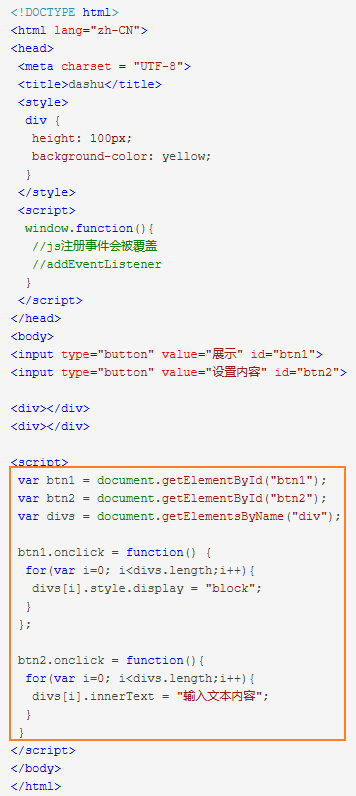 <!DOCTYPE html>
<html lang="zh-CN">
<head>
<meta charset = "UTF-8">
<title>dashu</title>
<style>
div {
height: 100px;
background-color: yellow;
}
</style>
<script>
window.function(){
//js注册事件会被覆盖
//addEventListener
}
</script>
</head>
<body>
<input type="button" value="展示" id="btn1">
<input type="button" value="设置内容" id="btn2">
<div></div>
<div></div>
<script>
var btn1 = document.getElementById("btn1");
var btn2 = document.getElementById("btn2");
var divs = document.getElementsByName("div");
btn1.onclick = function() {
for(var i=0; i<divs.length;i++){
divs[i].style.display = "block";
}
};
btn2.onclick = function(){
for(var i=0; i<divs.length;i++){
divs[i].innerText = "输入文本内容";
}
}
</script>
</body>
</html>